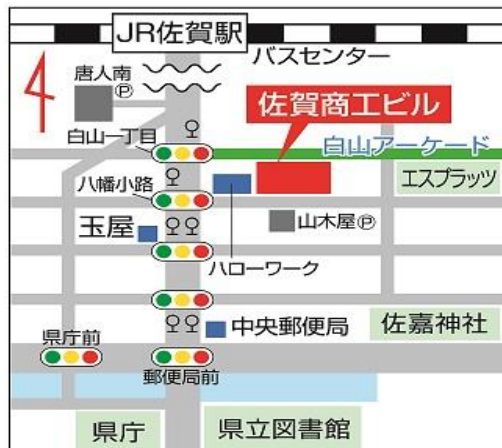 JR佐賀駅
バスセンター
唐人南
Ⓟ
佐賀商工ビル
白山一丁目
白山アーケード
エスプラッツ
八幡小路
玉屋
山木屋Ⓟ
ハローワーク
中央郵便局
佐嘉神社
県庁前
郵便局前
県庁
県立図書館